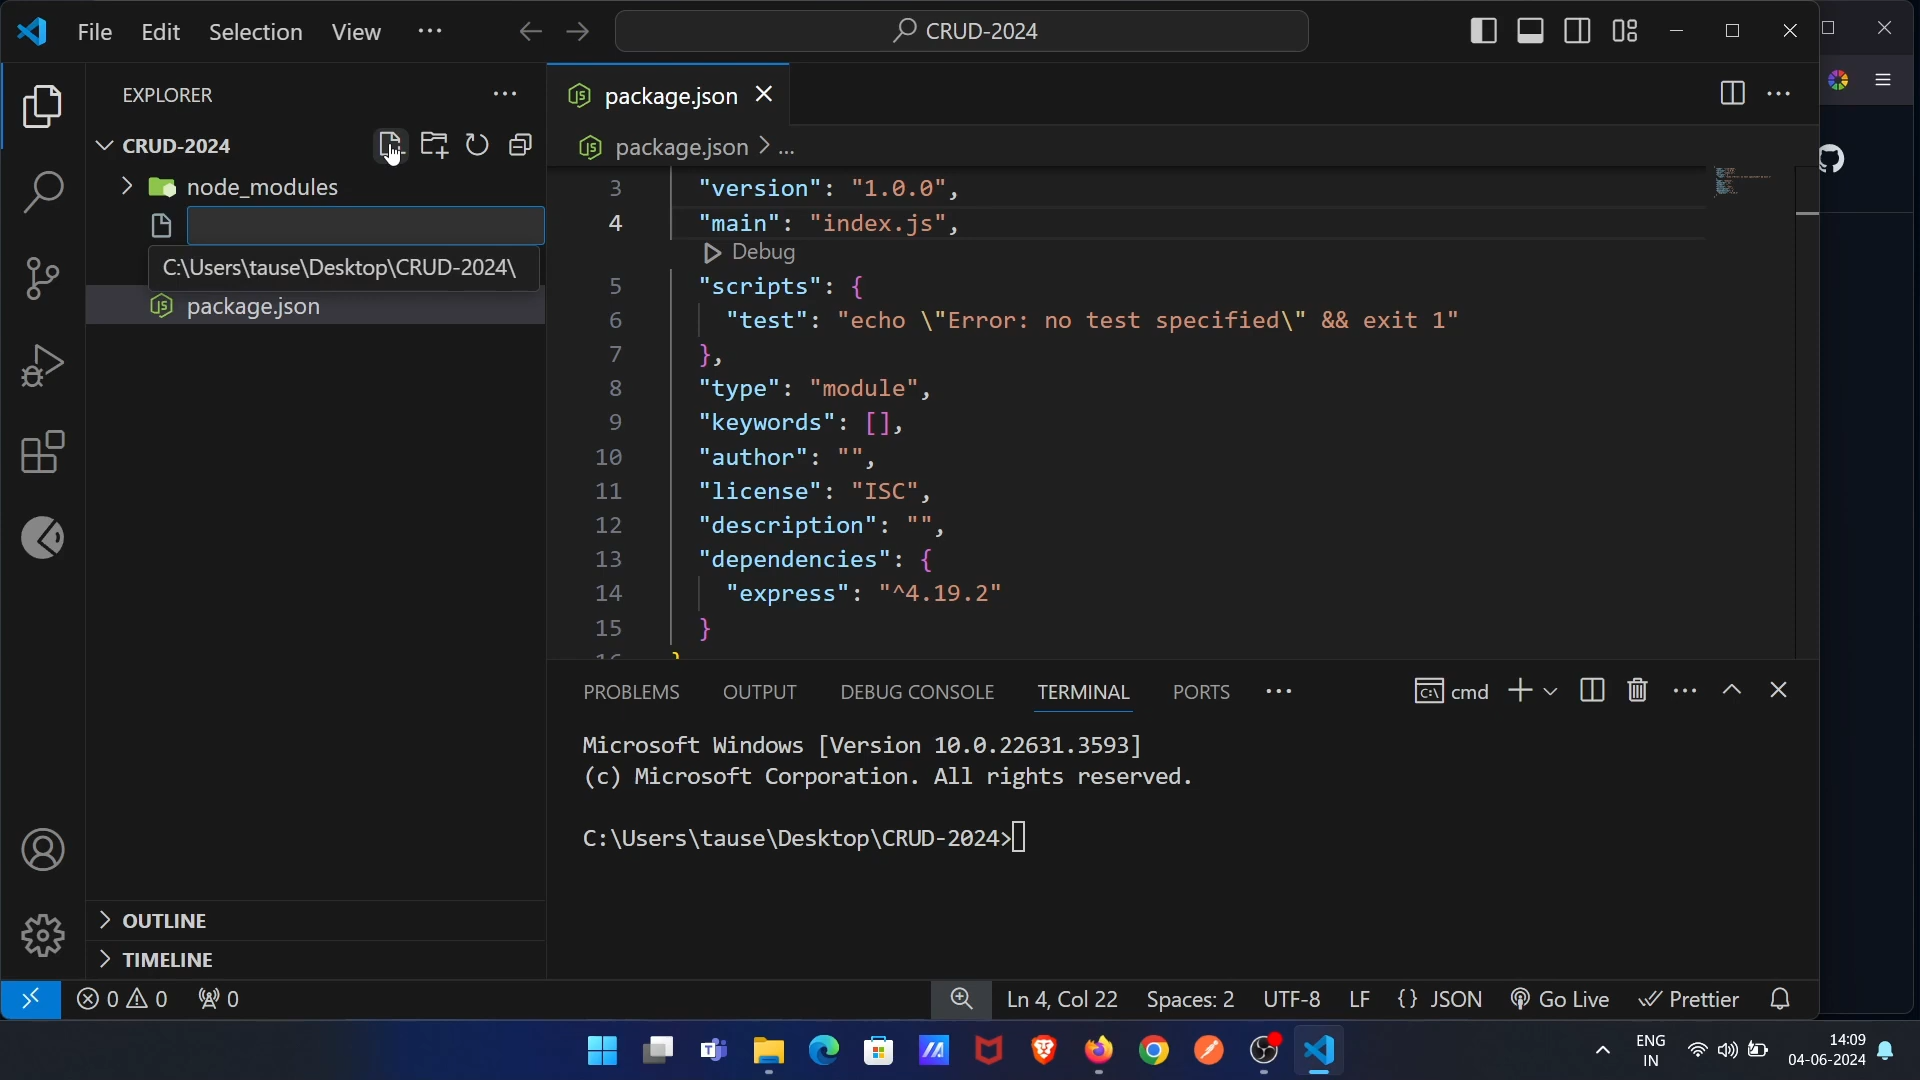 File Edit Selection View ··· CRUD-2024
EXPLORER ···
CRUD-2024
node_modules
C:\Users\tause\Desktop\CRUD-2024\
package.json
package.json
package.json > ...
3 "version": "1.0.0",
4 "main": "index.js",
Debug
5 "scripts": {
6 "test": "echo \"Error: no test specified\" && exit 1"
7 },
8 "type": "module",
9 "keywords": [],
10 "author": "",
11 "license": "ISC",
12 "description": "",
13 "dependencies": {
14 "express": "^4.19.2"
15 }
PROBLEMS OUTPUT DEBUG CONSOLE TERMINAL PORTS ··· cmd
Microsoft Windows [Version 10.0.22631.3593]
(c) Microsoft Corporation. All rights reserved.
C:\Users\tause\Desktop\CRUD-2024>
OUTLINE
TIMELINE
0 0 0 Ln 4, Col 22 Spaces: 2 UTF-8 LF {} JSON Go Live Prettier
ENG
IN
14:09
04-06-2024